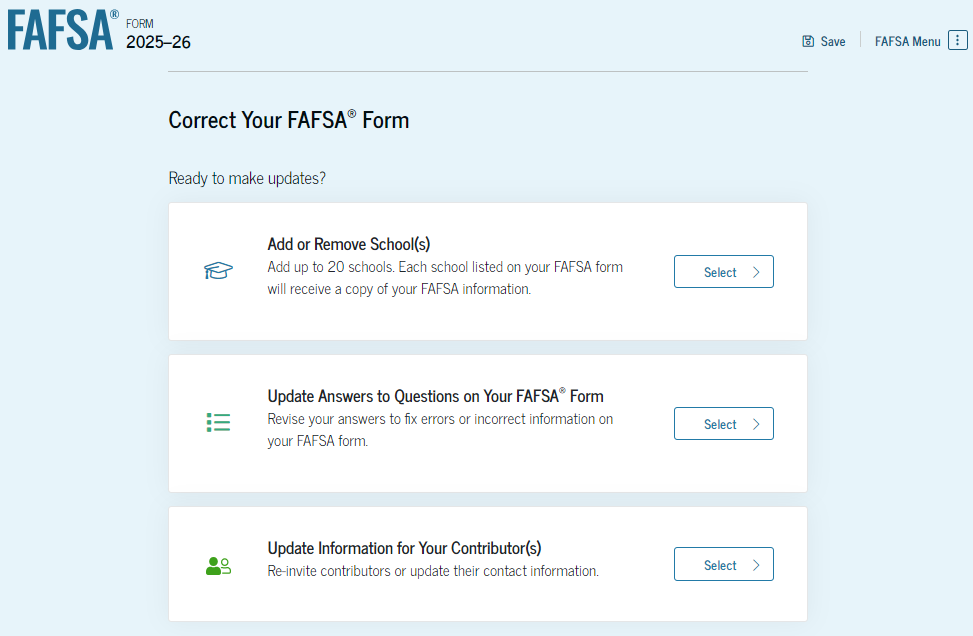 FAFSA® FORM
2025–26
Save
FAFSA Menu
Correct Your FAFSA® Form
Ready to make updates?
Add or Remove School(s)
Add up to 20 schools. Each school listed on your FAFSA form
will receive a copy of your FAFSA information.
Select
Update Answers to Questions on Your FAFSA® Form
Revise your answers to fix errors or incorrect information on
your FAFSA form.
Select
Update Information for Your Contributor(s)
Re-invite contributors or update their contact information.
Select